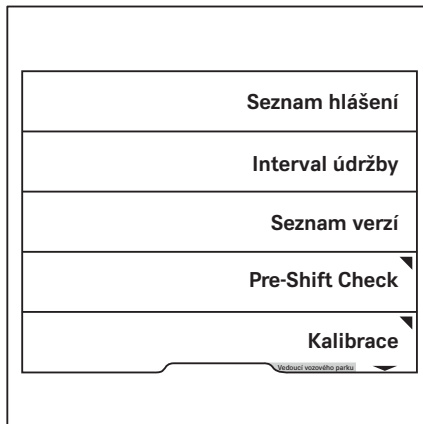 Seznam hlášení
Interval údržby
Seznam verzí
Pre-Shift Check
Kalibrace
Vedoucí vozového parku